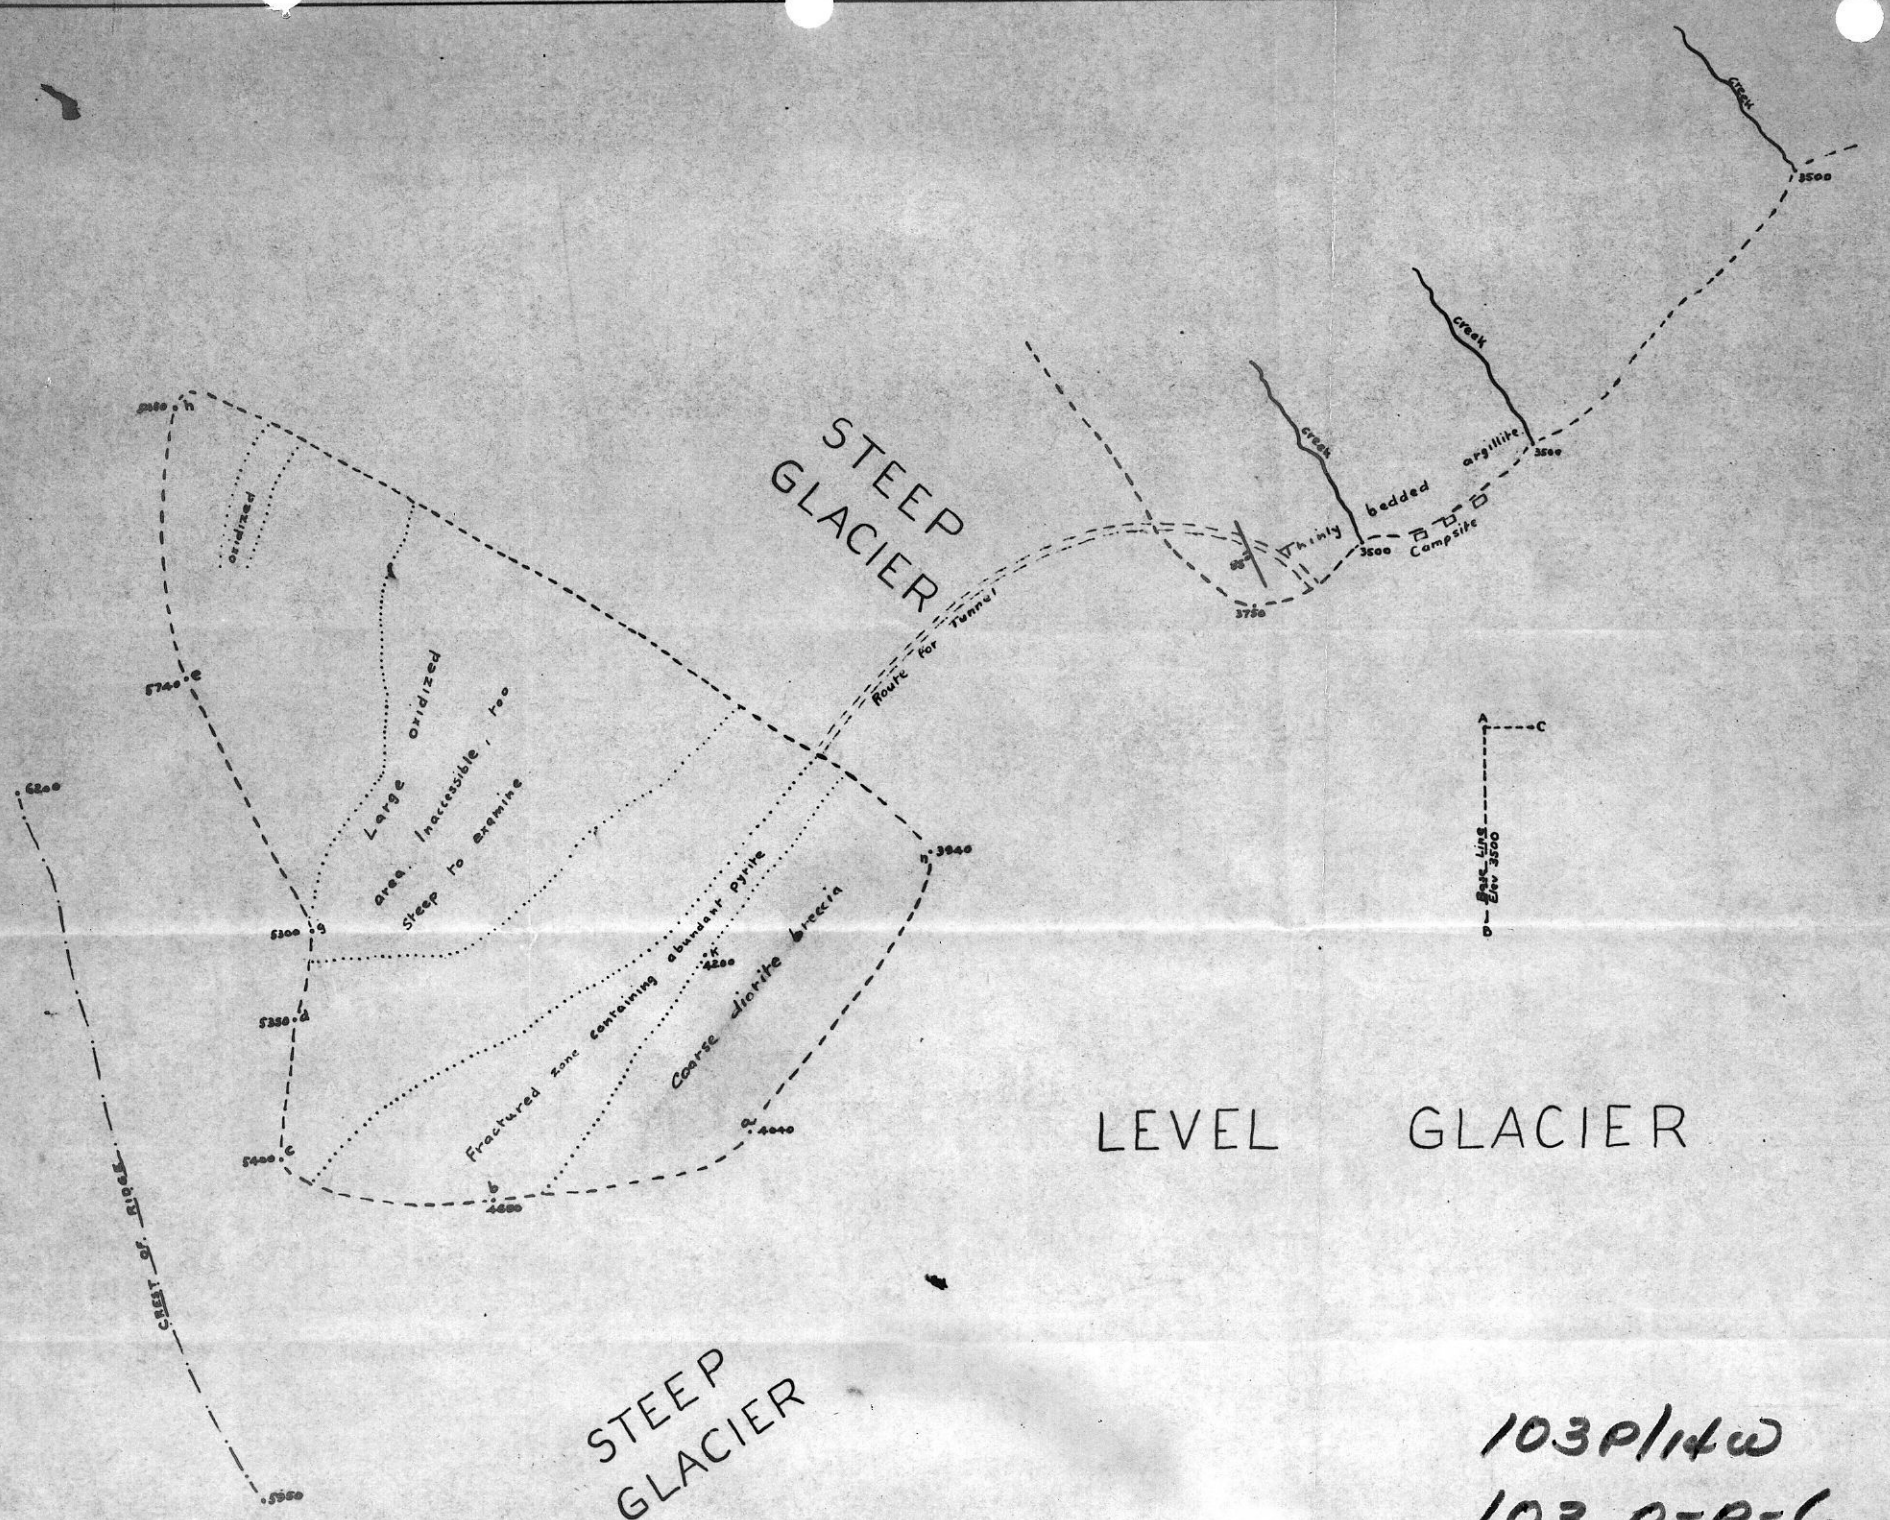 creek
3500
creek
3500
creek
3500
Thinly bedded argillite.
Campsite
3750
STEEP
GLACIER
Route for Tunnel
h
oxidized
5740 e
Large oxidized
area. Inaccessible, too
steep to examine
6200
5300 g
5350 d
5400 c
b
a 4040
n 3940
k
4200
Fractured zone containing abundant Pyrite
Coarse diorite breccia
A C
Base Line
Elev 3500
LEVEL GLACIER
CREST OF RIDGE
5950
STEEP
GLACIER
103P/14W